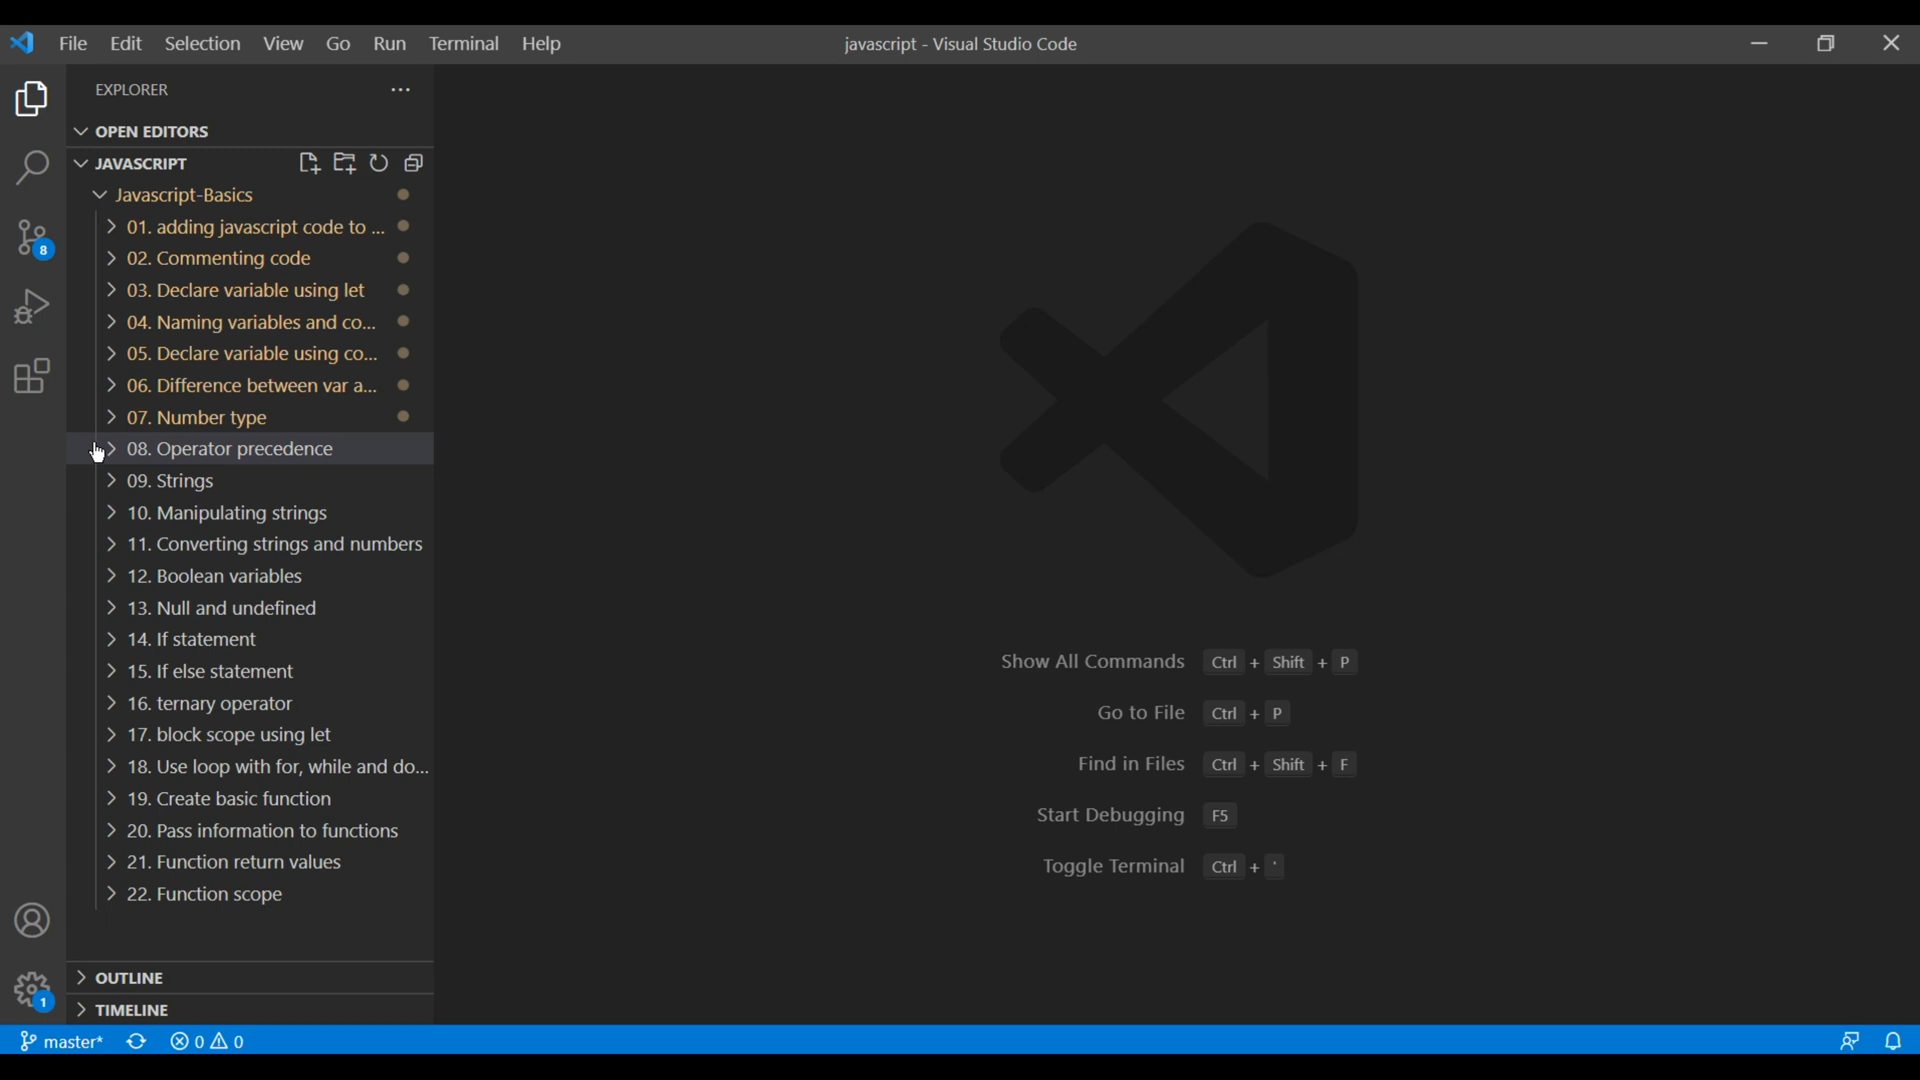 File Edit Selection View Go Run Terminal Help
javascript - Visual Studio Code
EXPLORER
OPEN EDITORS
JAVASCRIPT
Javascript-Basics
01. adding javascript code to ...
02. Commenting code
03. Declare variable using let
04. Naming variables and co...
05. Declare variable using co...
06. Difference between var a...
07. Number type
08. Operator precedence
09. Strings
10. Manipulating strings
11. Converting strings and numbers
12. Boolean variables
13. Null and undefined
14. If statement
15. If else statement
16. ternary operator
17. block scope using let
18. Use loop with for, while and do...
19. Create basic function
20. Pass information to functions
21. Function return values
22. Function scope
OUTLINE
TIMELINE
8
1
Show All Commands Ctrl + Shift + P
Go to File Ctrl + P
Find in Files Ctrl + Shift + F
Start Debugging F5
Toggle Terminal Ctrl + '
master* 0 0